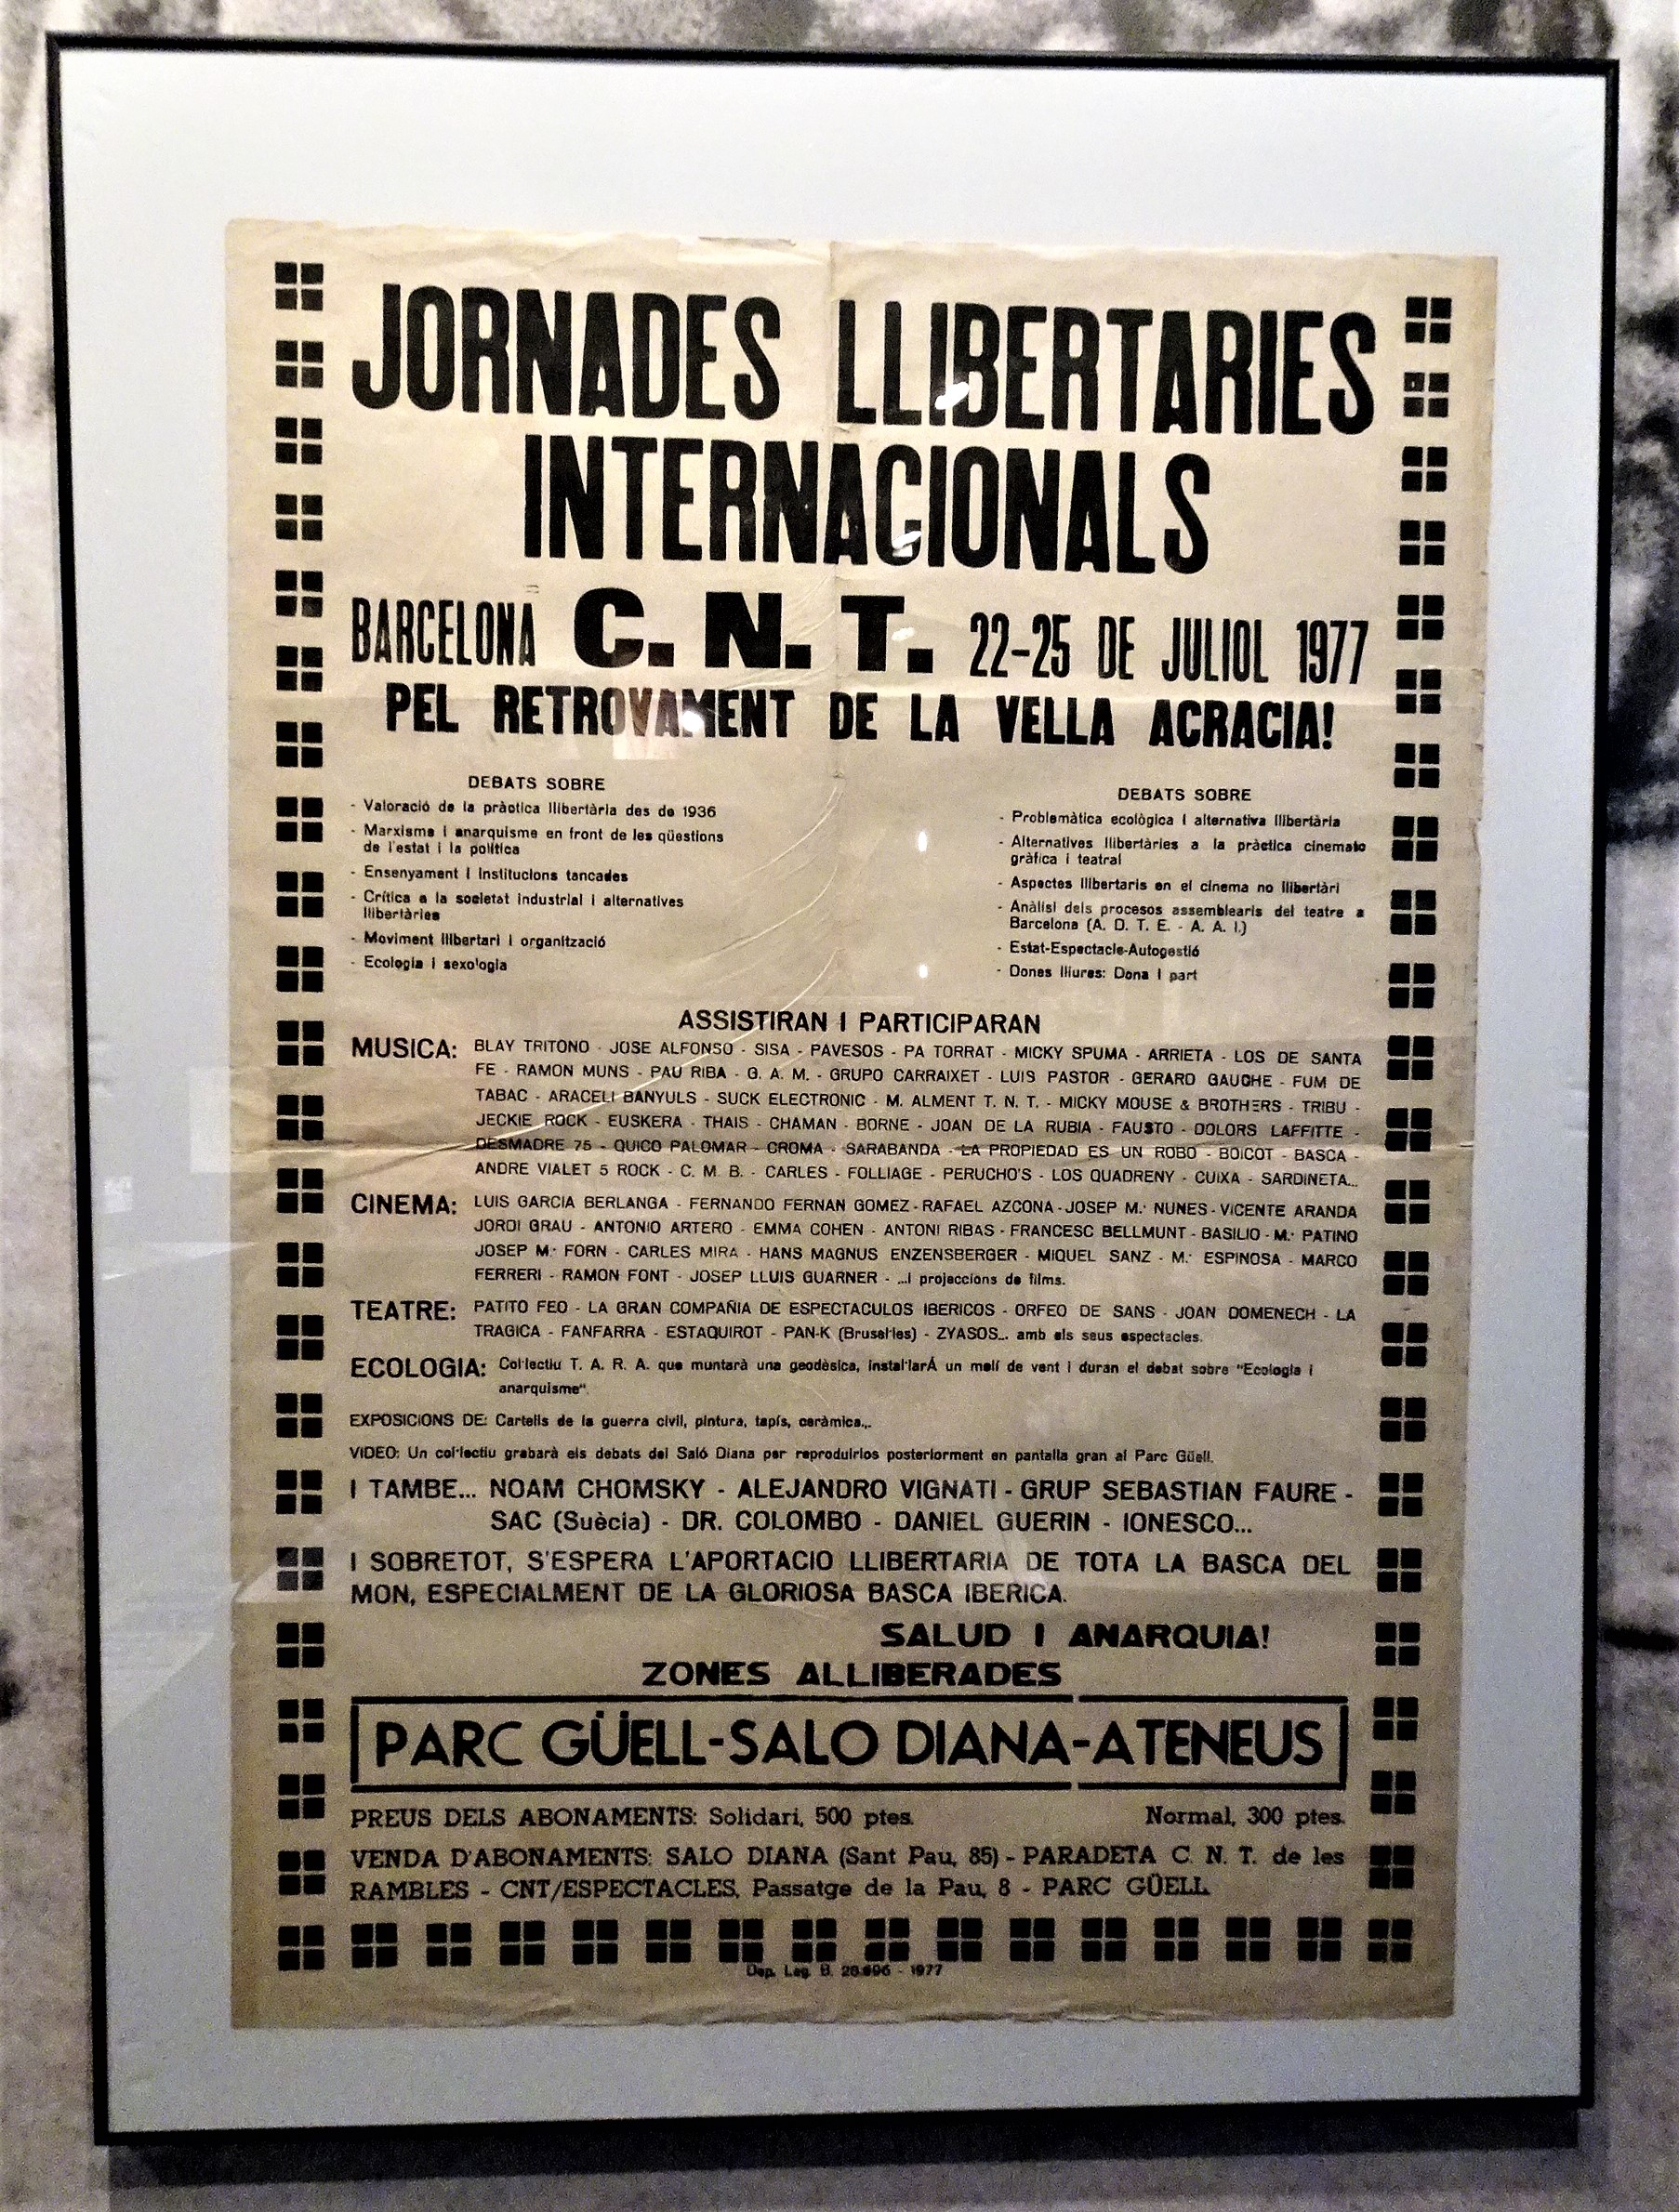 JORNADES LLIBERTARIES
INTERNACIONALS
BARCELONA C. N. T. 22-25 DE JULIOL 1977
PEL RETROVAMENT DE LA VELLA ACRACIA!
DEBATS SOBRE
- Valoració de la pràctica llibertària des de 1936
- Marxisme i anarquisme en front de les qüestions
de l'estat i la política
- Ensenyament i Institucions tancades
- Crítica a la societat industrial i alternatives
llibertàries
- Moviment llibertari i organització
- Ecologia i sexologia
DEBATS SOBRE
- Problemàtica ecològica i alternativa llibertària
- Alternatives llibertàries a la pràctica cinemato
gràfica i teatral
- Aspectes llibertaris en el cinema no llibertàri
- Anàlisi dels procesos assemblearis del teatre a
Barcelona (A. D. T. E. - A. A. I.)
- Estat-Espectacle-Autogestió
- Dones lliures: Dona i part
ASSISTIRAN I PARTICIPARAN
MUSICA: BLAY TRITONO - JOSE ALFONSO - SISA - PAVESOS - PA TORRAT - MICKY SPUMA - ARRIETA - LOS DE SANTA
FE - RAMON MUNS - PAU RIBA - G. A. M. - GRUPO CARRAIXET - LUIS PASTOR - GERARD GAUCHE - FUM DE
TABAC - ARACELI BANYULS - SUCK ELECTRONIC - M. ALMENT T. N. T. - MICKY MOUSE & BROTHERS - TRIBU -
JECKIE ROCK - EUSKERA - THAIS - CHAMAN - BORNE - JOAN DE LA RUBIA - FAUSTO - DOLORS LAFFITTE -
DESMADRE 75 - QUICO PALOMAR - CROMA - SARABANDA - LA PROPIEDAD ES UN ROBO - BOICOT - BASCA -
ANDRE VIALET 5 ROCK - C. M. B. - CARLES - FOLLIAGE - PERUCHO'S - LOS QUADRENY - CUIXA - SARDINETA...
CINEMA: LUIS GARCIA BERLANGA - FERNANDO FERNAN GOMEZ - RAFAEL AZCONA - JOSEP M.ª NUNES - VICENTE ARANDA
JORDI GRAU - ANTONIO ARTERO - EMMA COHEN - ANTONI RIBAS - FRANCESC BELLMUNT - BASILIO - M.ª PATINO
JOSEP M.ª FORN - CARLES MIRA - HANS MAGNUS ENZENSBERGER - MIQUEL SANZ - M.ª ESPINOSA - MARCO
FERRERI - RAMON FONT - JOSEP LLUIS GUARNER - ...i projeccions de films.
TEATRE: PATITO FEO - LA GRAN COMPAÑIA DE ESPECTACULOS IBERICOS - ORFEO DE SANS - JOAN DOMENECH - LA
TRAGICA - FANFARRA - ESTAQUIROT - PAN-K (Bruselles) - ZYASOS... amb els seus espectacles.
ECOLOGIA: Col·lectiu T. A. R. A. que muntarà una geodèsica, instal·larÁ un molí de vent i duran el debat sobre "Ecologia i
anarquisme".
EXPOSICIONS DE: Cartells de la guerra civil, pintura, tapís, ceràmica...
VIDEO: Un col·lectiu grabarà els debats del Saló Diana per reproduirlos posteriorment en pantalla gran al Parc Güell.
I TAMBE... NOAM CHOMSKY - ALEJANDRO VIGNATI - GRUP SEBASTIAN FAURE -
SAC (Suècia) - DR. COLOMBO - DANIEL GUERIN - IONESCO...
I SOBRETOT, S'ESPERA L'APORTACIO LLIBERTARIA DE TOTA LA BASCA DEL
MON, ESPECIALMENT DE LA GLORIOSA BASCA IBERICA.
SALUD I ANARQUIA!
ZONES ALLIBERADES
PARC GÜELL-SALO DIANA-ATENEUS
PREUS DELS ABONAMENTS: Solidari, 500 ptes. Normal, 300 ptes.
VENDA D'ABONAMENTS: SALO DIANA (Sant Pau, 85) - PARADETA C. N. T. de les
RAMBLES - CNT/ESPECTACLES, Passatge de la Pau, 8 - PARC GÜELL
Dep. Leg. B. - 1977